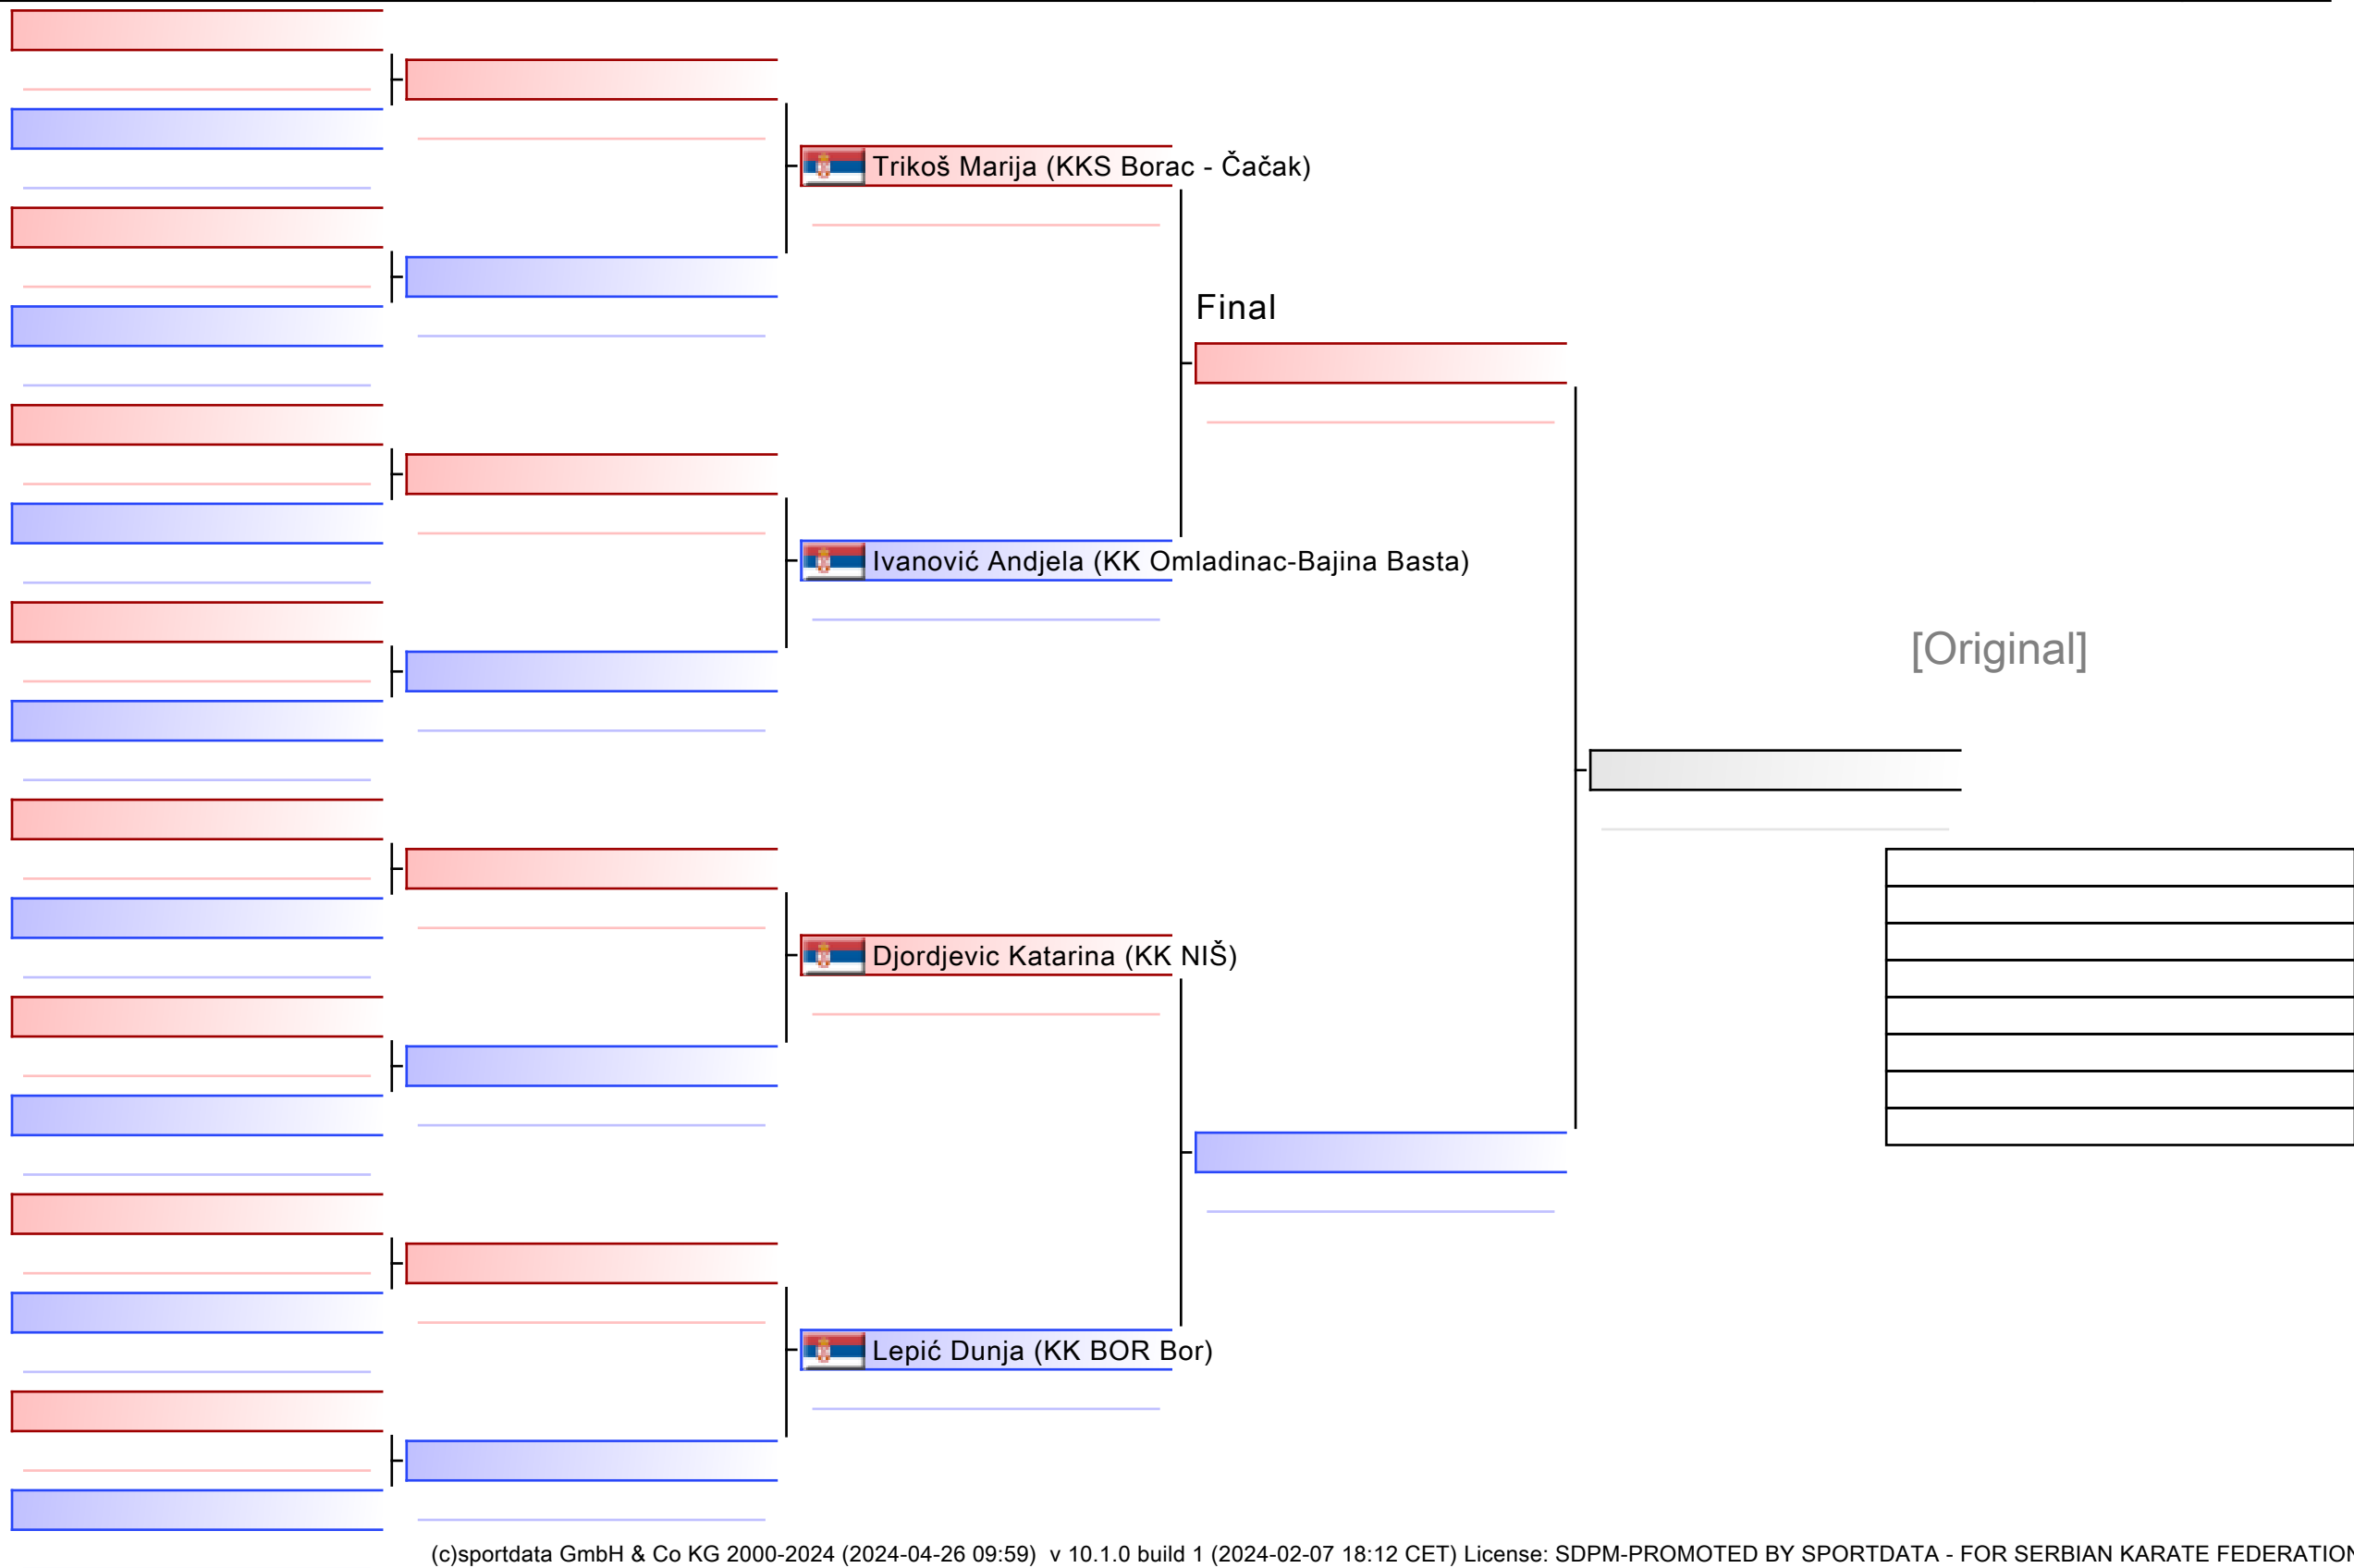 Trikoš Marija (KKS Borac - Čačak)
Final
Ivanović Andjela (KK Omladinac-Bajina Basta)
[Original]
Djordjevic Katarina (KK NIŠ)
Lepić Dunja (KK BOR Bor)
(c)sportdata GmbH & Co KG 2000-2024 (2024-04-26 09:59) v 10.1.0 build 1 (2024-02-07 18:12 CET) License: SDPM-PROMOTED BY SPORTDATA - FOR SERBIAN KARATE FEDERATION